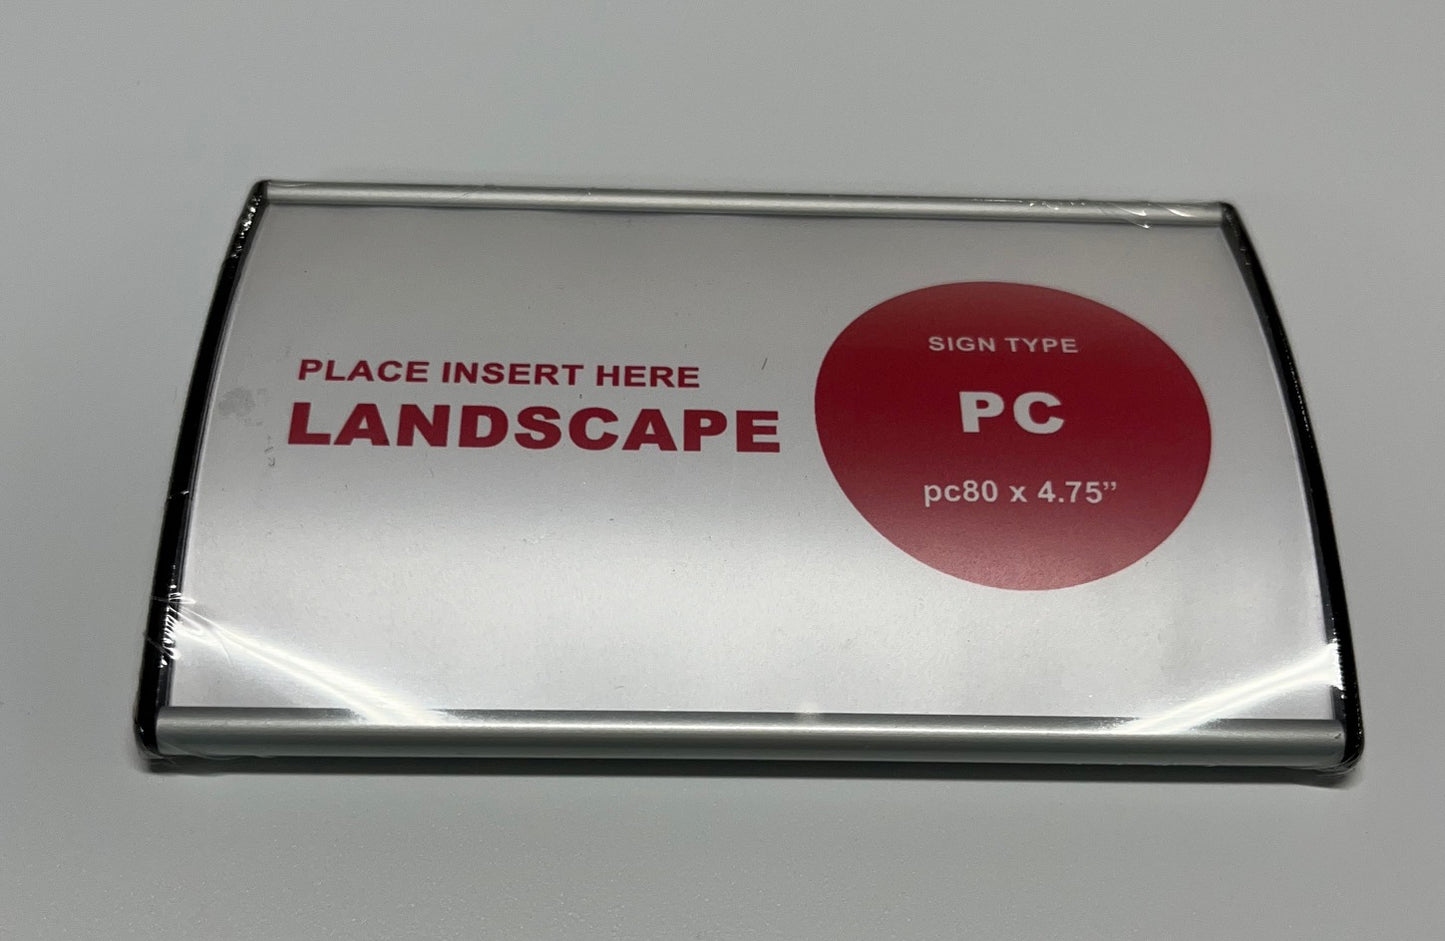 PLACE INSERT HERE
LANDSCAPE
SIGN TYPE
PC
pc80 x 4.75”